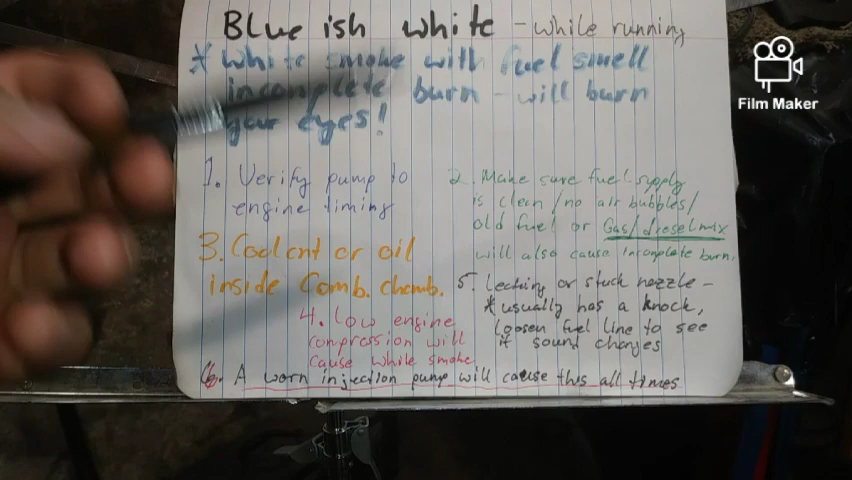 Blue ish white - while running
* White smoke with fuel smell
incomplete burn - will burn
your eyes!
1. Verify pump to
engine timing
2. Make sure fuel supply
is clean/no air bubbles/
old fuel or Gas/diesel mix
will also cause incomplete burn.
3. Coolent or oil
inside Comb. chamb.
4. low engine
compression will
cause while smoke
5. Leaking or stuck nozzle -
* usually has a knock,
loosen fuel line to see
if sound changes
6. A worn injection pump will cause this all times
Film Maker